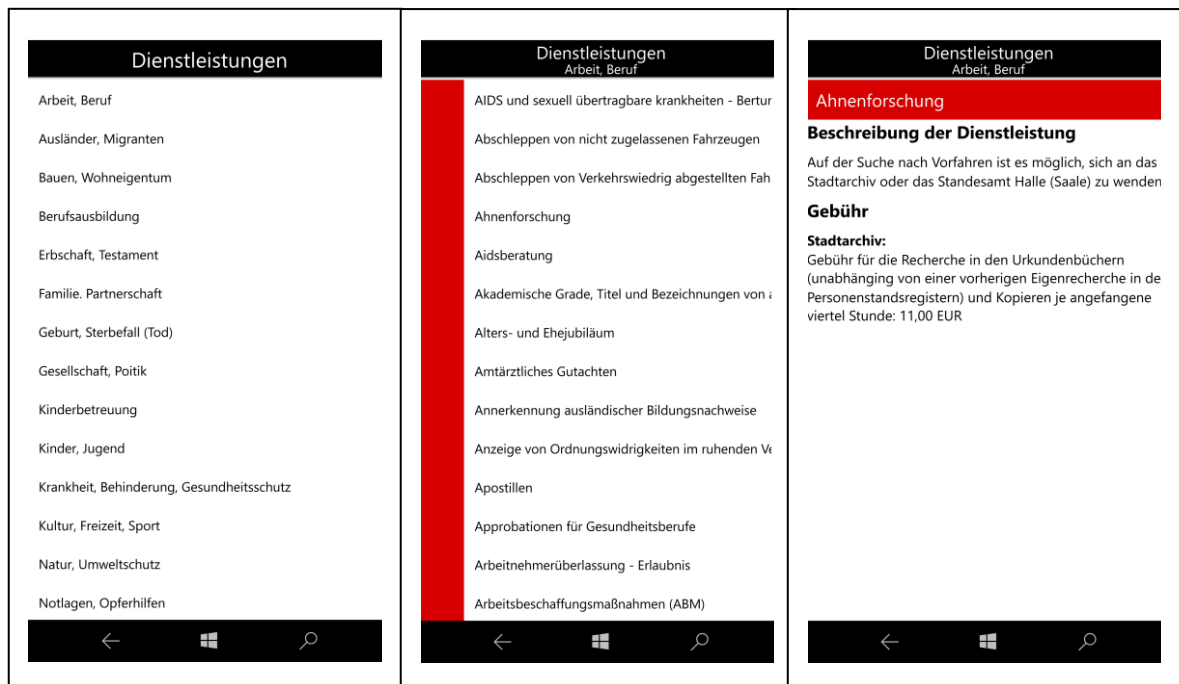 Dienstleistungen
Arbeit, Beruf
Ausländer, Migranten
Bauen, Wohneigentum
Berufsausbildung
Erbschaft, Testament
Familie. Partnerschaft
Geburt, Sterbefall (Tod)
Gesellschaft, Poitik
Kinderbetreuung
Kinder, Jugend
Krankheit, Behinderung, Gesundheitsschutz
Kultur, Freizeit, Sport
Natur, Umweltschutz
Notlagen, Opferhilfen
Dienstleistungen
Arbeit, Beruf
AIDS und sexuell übertragbare krankheiten - Bertur
Abschleppen von nicht zugelassenen Fahrzeugen
Abschleppen von Verkehrswiedrig abgestellten Fah
Ahnenforschung
Aidsberatung
Akademische Grade, Titel und Bezeichnungen von a
Alters- und Ehejubiläum
Amtärztliches Gutachten
Annerkennung ausländischer Bildungsnachweise
Anzeige von Ordnungswidrigkeiten im ruhenden Ve
Apostillen
Approbationen für Gesundheitsberufe
Arbeitnehmerüberlassung - Erlaubnis
Arbeitsbeschaffungsmaßnahmen (ABM)
Dienstleistungen
Arbeit, Beruf
Ahnenforschung
Beschreibung der Dienstleistung
Auf der Suche nach Vorfahren ist es möglich, sich an das
Stadtarchiv oder das Standesamt Halle (Saale) zu wenden
Gebühr
Stadtarchiv:
Gebühr für die Recherche in den Urkundenbüchern
(unabhänging von einer vorherigen Eigenrecherche in de
Personenstandsregistern) und Kopieren je angefangene
viertel Stunde: 11,00 EUR